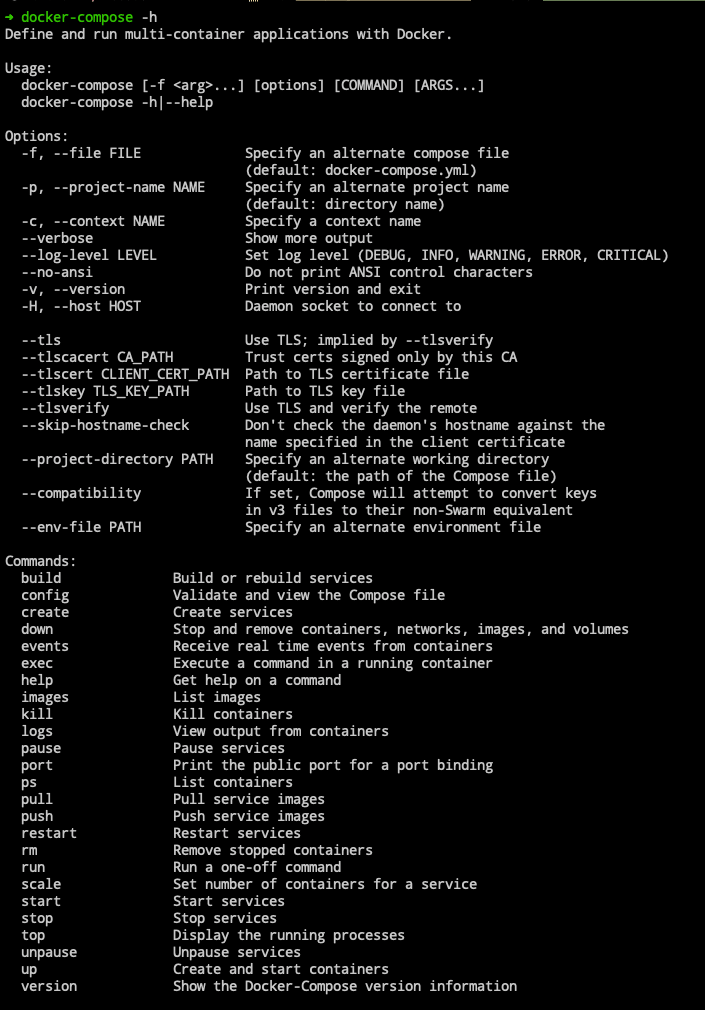 ➜ docker-compose -h
Define and run multi-container applications with Docker.

Usage:
  docker-compose [-f <arg>...] [options] [COMMAND] [ARGS...]
  docker-compose -h|--help

Options:
  -f, --file FILE             Specify an alternate compose file
                              (default: docker-compose.yml)
  -p, --project-name NAME     Specify an alternate project name
                              (default: directory name)
  -c, --context NAME          Specify a context name
  --verbose                   Show more output
  --log-level LEVEL           Set log level (DEBUG, INFO, WARNING, ERROR, CRITICAL)
  --no-ansi                   Do not print ANSI control characters
  -v, --version               Print version and exit
  -H, --host HOST             Daemon socket to connect to

  --tls                       Use TLS; implied by --tlsverify
  --tlscacert CA_PATH         Trust certs signed only by this CA
  --tlscert CLIENT_CERT_PATH  Path to TLS certificate file
  --tlskey TLS_KEY_PATH       Path to TLS key file
  --tlsverify                 Use TLS and verify the remote
  --skip-hostname-check       Don't check the daemon's hostname against the
                              name specified in the client certificate
  --project-directory PATH    Specify an alternate working directory
                              (default: the path of the Compose file)
  --compatibility             If set, Compose will attempt to convert keys
                              in v3 files to their non-Swarm equivalent
  --env-file PATH             Specify an alternate environment file

Commands:
  build              Build or rebuild services
  config             Validate and view the Compose file
  create             Create services
  down               Stop and remove containers, networks, images, and volumes
  events             Receive real time events from containers
  exec               Execute a command in a running container
  help               Get help on a command
  images             List images
  kill               Kill containers
  logs               View output from containers
  pause              Pause services
  port               Print the public port for a port binding
  ps                 List containers
  pull               Pull service images
  push               Push service images
  restart            Restart services
  rm                 Remove stopped containers
  run                Run a one-off command
  scale              Set number of containers for a service
  start              Start services
  stop               Stop services
  top                Display the running processes
  unpause            Unpause services
  up                 Create and start containers
  version            Show the Docker-Compose version information